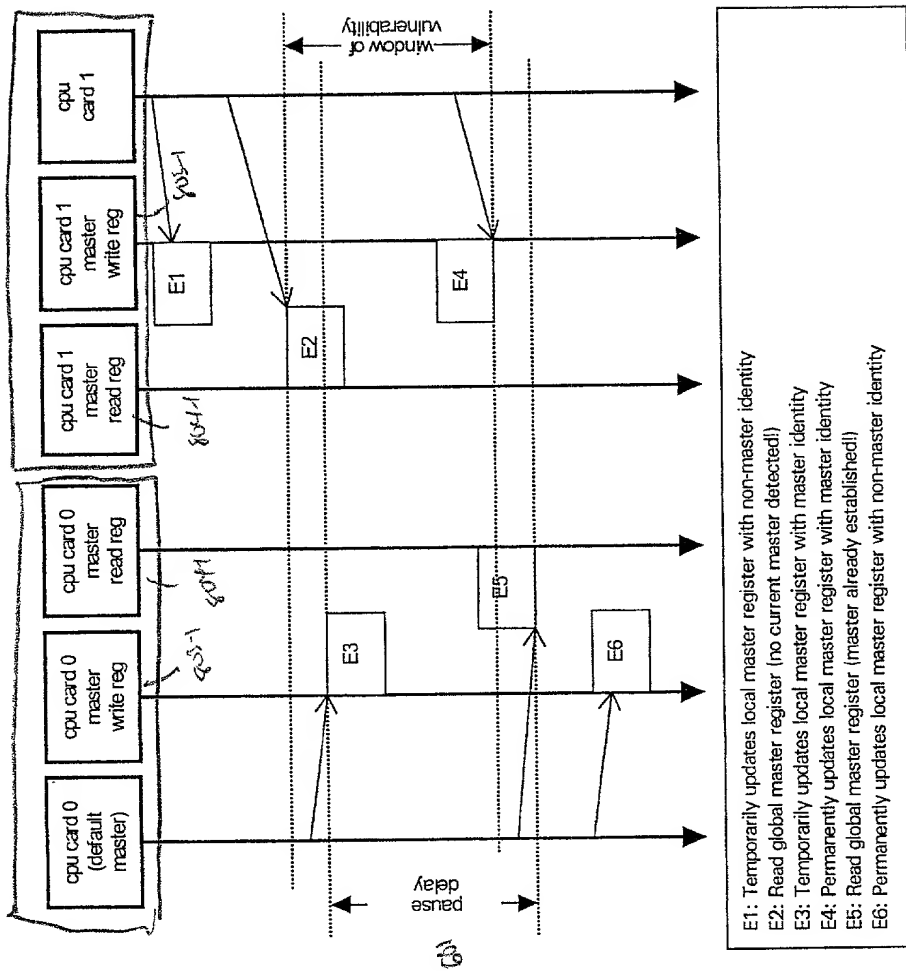 cpu card 0
(default
master)
cpu card 0
master
write reg
cpu card 0
master
read reg
cpu card 1
master
read reg
cpu card 1
master
write reg
cpu
card 1
804-1
803-1
E1
E2
E3
E4
E5
E6
window of
vulnerability
pause
delay
E1: Temporarily updates local master register with non-master identity
E2: Read global master register (no current master detected!)
E3: Temporarily updates local master register with master identity
E4: Permanently updates local master register with master identity
E5: Read global master register (master already established!)
E6: Permanently updates local master register with non-master identity